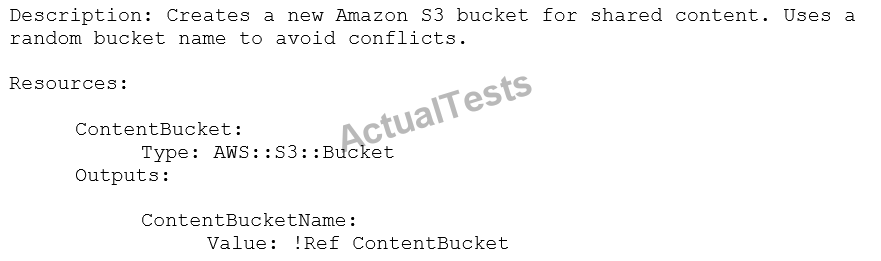 Description: Creates a new Amazon S3 bucket for shared content. Uses a
random bucket name to avoid conflicts.
Resources:
ContentBucket:
Type: AWS::S3::Bucket
Outputs:
ContentBucketName:
Value: !Ref ContentBucket
ActualTests